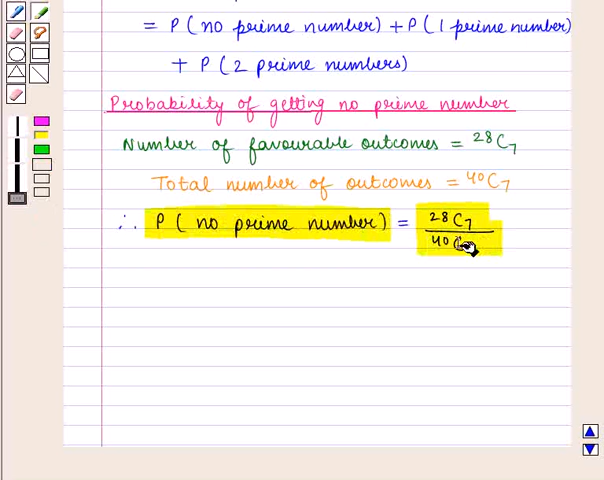 = P ( no prime number ) + P ( 1 prime number )
+ P ( 2 prime numbers )
Probability of getting no prime number
Number of favourable outcomes = ²⁸C₇
Total number of outcomes = ⁴⁰C₇
∴ P ( no prime number ) = ²⁸C₇
⁴⁰C